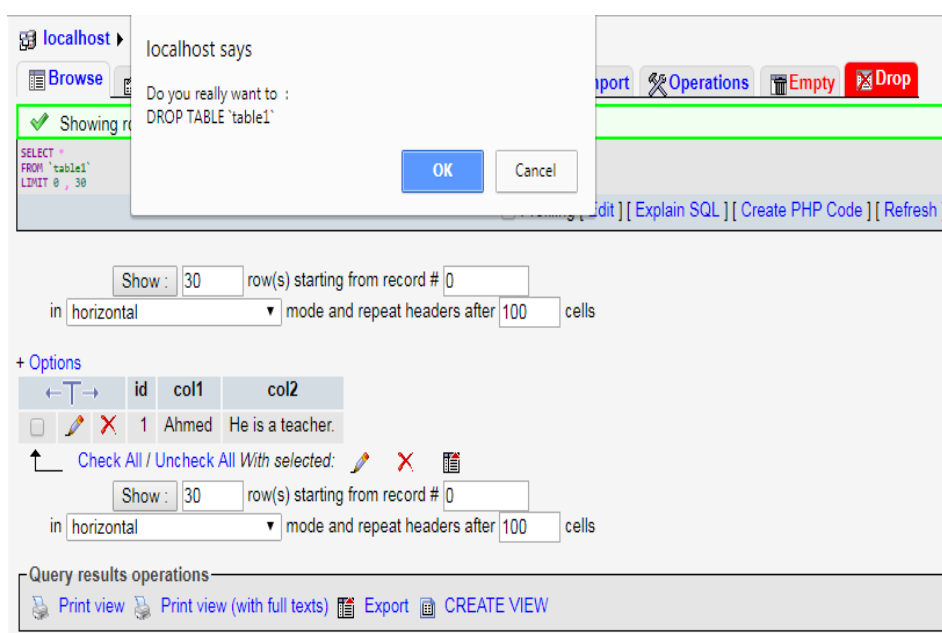 localhost
localhost says
Do you really want to :
DROP TABLE `table1`
OK Cancel
Browse Operations Empty Drop
Showing
SELECT *
FROM `table1`
LIMIT 0 , 30
[ Edit ] [ Explain SQL ] [ Create PHP Code ] [ Refresh
Show : 30 row(s) starting from record # 0
in horizontal mode and repeat headers after 100 cells
+ Options
←T→ id col1 col2
1 Ahmed He is a teacher.
Check All / Uncheck All With selected:
Show : 30 row(s) starting from record # 0
in horizontal mode and repeat headers after 100 cells
Query results operations
Print view Print view (with full texts) Export CREATE VIEW